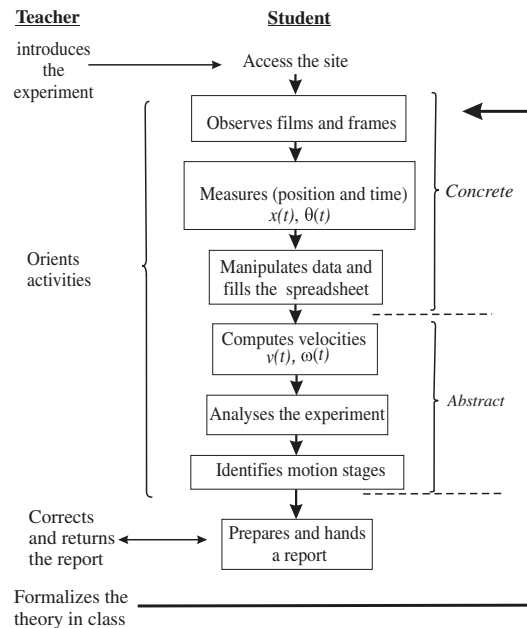 Teacher
Student
introduces
the
experiment
Access the site
Observes films and frames
Measures (position and time)
x(t), θ(t)
Concrete
Orients
activities
Manipulates data and
fills the spreadsheet
Computes velocities
v(t), ω(t)
Abstract
Analyses the experiment
Identifies motion stages
Corrects
and returns
the report
Prepares and hands
a report
Formalizes the
theory in class